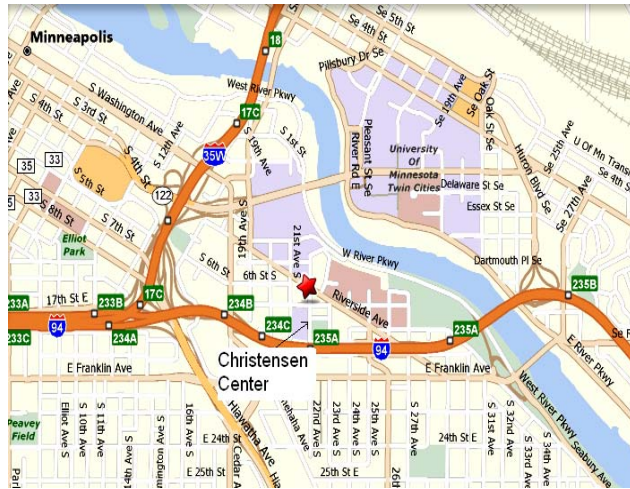 Minneapolis
Se 4th St
Se 5th St
18
Pillsbury Dr Se
West River Pkwy
S Washington Ave
S 3rd St
S 4th St
17C
S 12th Ave
35W
S 19th Ave
S 1st St
Se 19th Ave
Se Oak St
Oak St Se
Pleasant St Se
River Rd E
University
Of
Minnesota
Twin Cities
U Of Mn Transit
Se 25th Ave
Huron Blvd Se
Se 27th Ave
Delaware St Se
Essex St Se
33
35
33
S 4th St
S 5th St
122
S 8th St
S 7th St
Elliot
Park
19th Ave S
21st Ave S
W River Pkwy
Dartmouth Pl Se
S 6th St
6th St S
Riverside Ave
233A
17th St E
233B
17C
234B
235B
94
233C
234A
234C
235A
235A
94
E River Pkwy
Christensen
Center
E Franklin Ave
E Franklin Ave
West River Pkwy
Seabury Ave
Peavey
Field
Elliot Ave S
S 10th Ave
S 11th Ave
16th Ave S
Hiawatha Ave
22nd Ave S
23rd Ave S
24th Ave S
25th Ave S
S 27th Ave
S 31st Ave
S 32nd Ave
S 33rd Ave
S 34th Ave
E 24th St
24th St E
E 25th St
25th St E
Cedar
26th